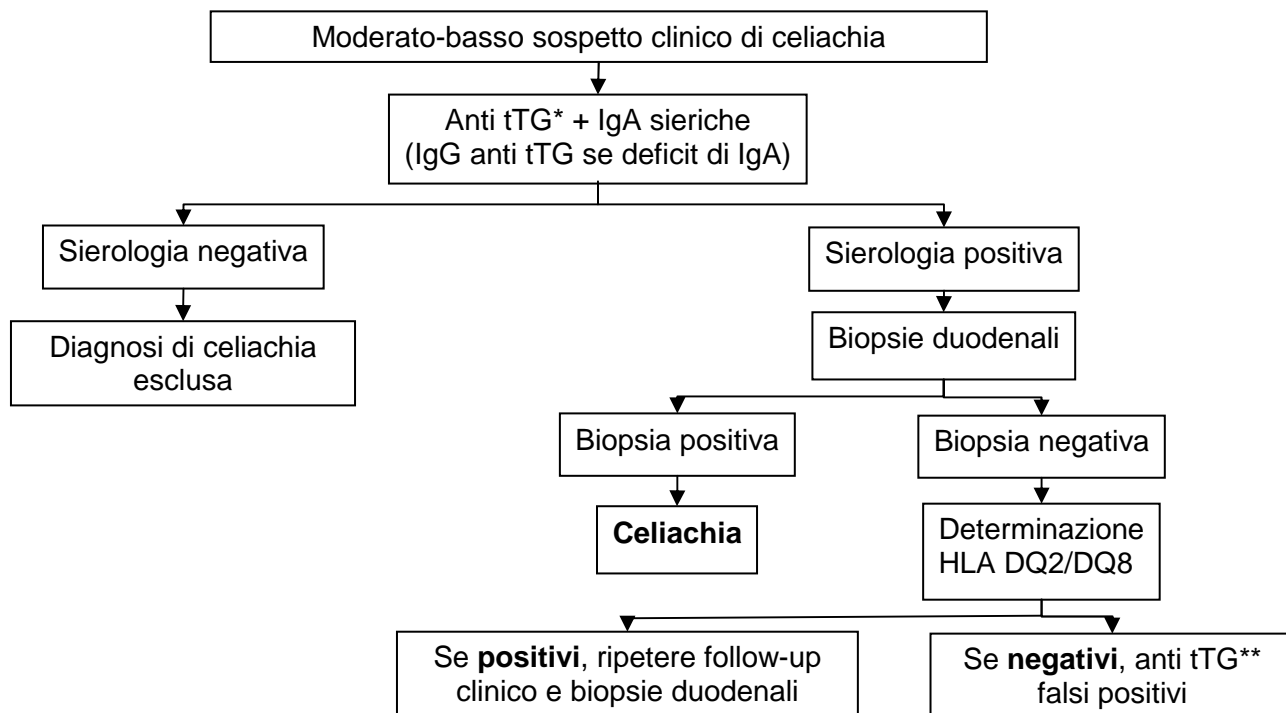 Moderato-basso sospetto clinico di celiachia
Anti tTG* + IgA sieriche
(IgG anti tTG se deficit di IgA)
Sierologia negativa
Sierologia positiva
Diagnosi di celiachia
esclusa
Biopsie duodenali
Biopsia positiva
Biopsia negativa
Celiachia
Determinazione
HLA DQ2/DQ8
Se positivi, ripetere follow-up
clinico e biopsie duodenali
Se negativi, anti tTG**
falsi positivi